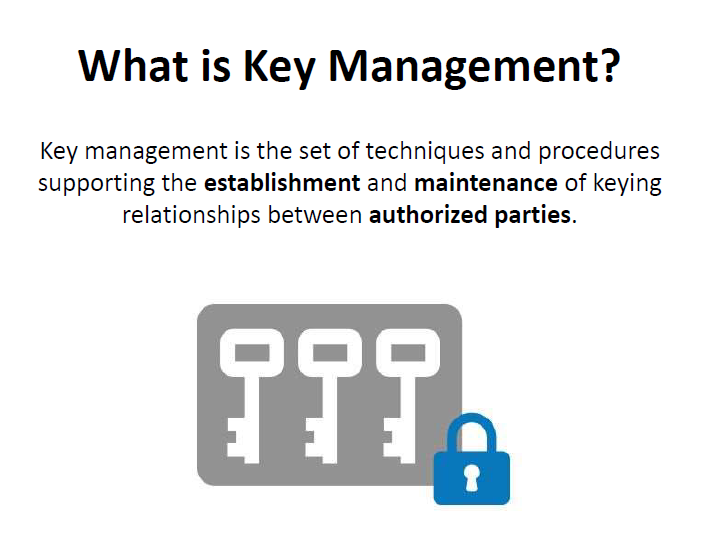 What is Key Management?
Key management is the set of techniques and procedures
supporting the establishment and maintenance of keying
relationships between authorized parties.